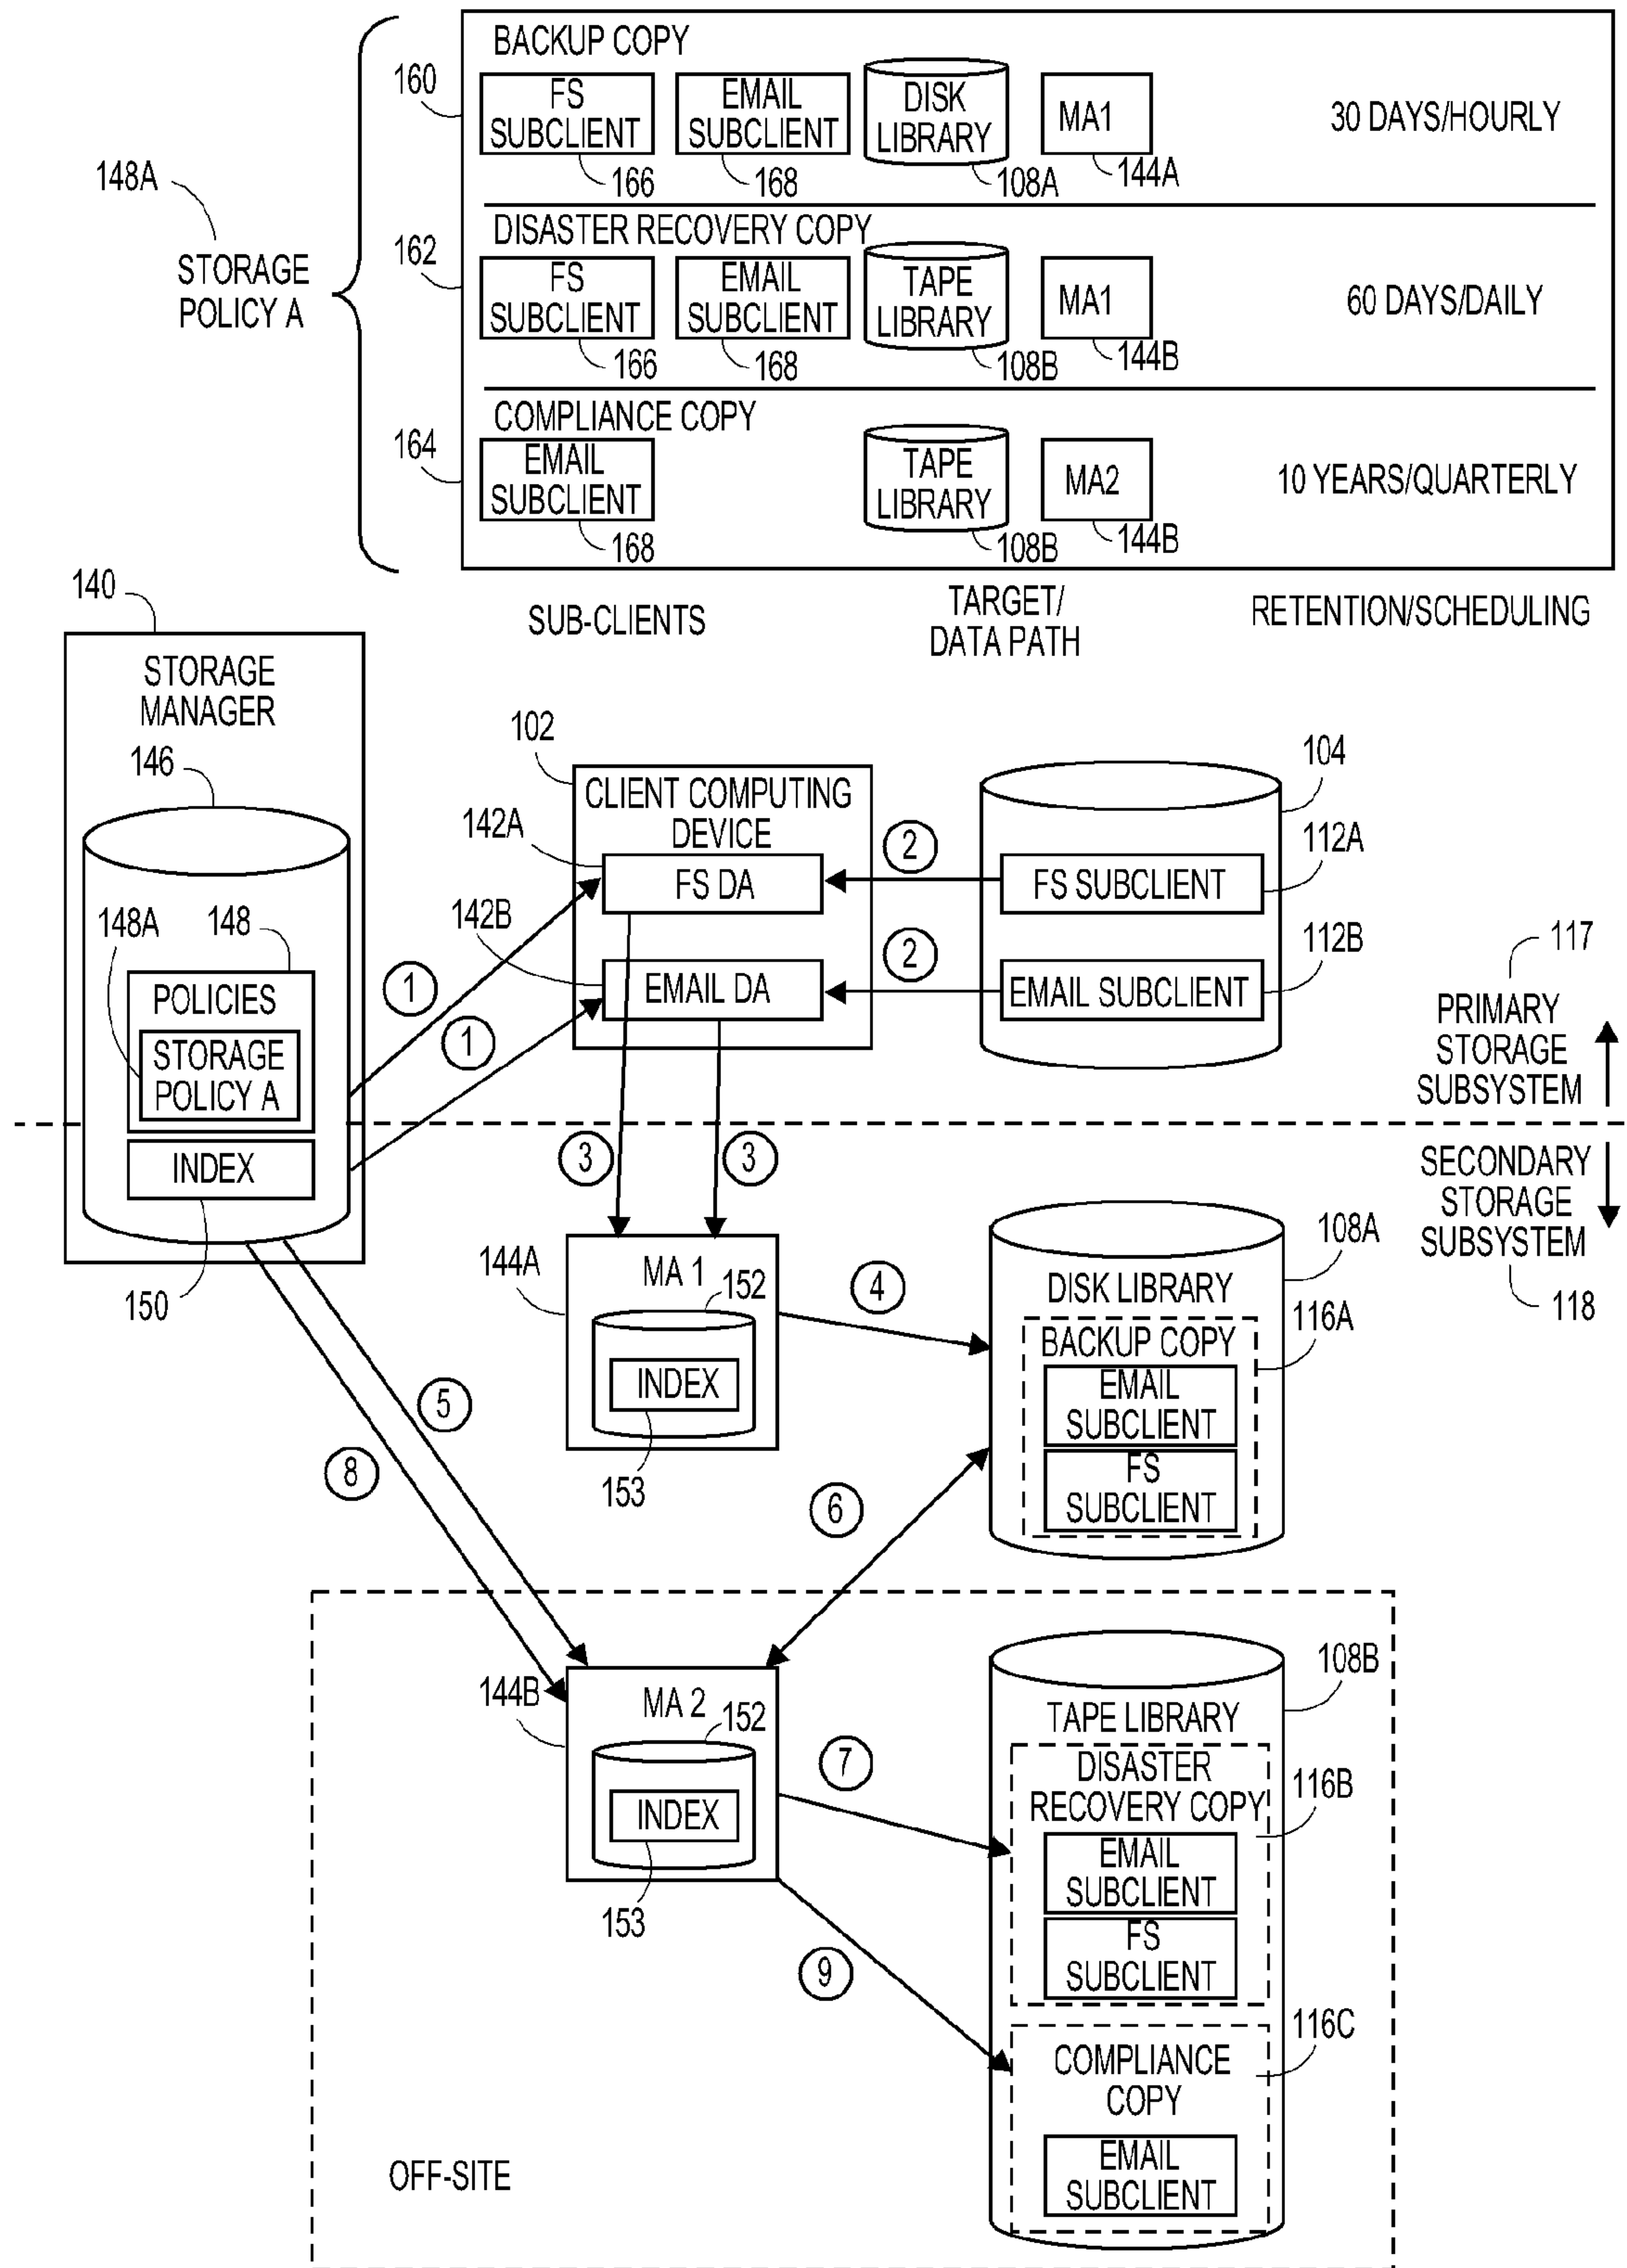 BACKUP COPY
160
FS
SUBCLIENT
166
EMAIL
SUBCLIENT
168
DISK
LIBRARY
108A
MA1
144A
30 DAYS/HOURLY
148A
STORAGE
POLICY A
DISASTER RECOVERY COPY
162
FS
SUBCLIENT
166
EMAIL
SUBCLIENT
168
TAPE
LIBRARY
108B
MA1
144B
60 DAYS/DAILY
COMPLIANCE COPY
164
EMAIL
SUBCLIENT
168
TAPE
LIBRARY
108B
MA2
144B
10 YEARS/QUARTERLY
SUB-CLIENTS
TARGET/
DATA PATH
RETENTION/SCHEDULING
140
STORAGE
MANAGER
146
148A
148
POLICIES
STORAGE
POLICY A
INDEX
150
102
CLIENT COMPUTING
DEVICE
142A
FS DA
142B
EMAIL DA
104
FS SUBCLIENT
112A
EMAIL SUBCLIENT
112B
1
1
2
2
117
PRIMARY
STORAGE
SUBSYSTEM
SECONDARY
STORAGE
SUBSYSTEM
118
3
3
144A
MA 1
152
INDEX
153
4
108A
DISK LIBRARY
116A
BACKUP COPY
EMAIL
SUBCLIENT
FS
SUBCLIENT
5
8
6
144B
MA 2
152
INDEX
153
7
9
108B
TAPE LIBRARY
DISASTER
RECOVERY COPY
116B
EMAIL
SUBCLIENT
FS
SUBCLIENT
116C
COMPLIANCE
COPY
EMAIL
SUBCLIENT
OFF-SITE